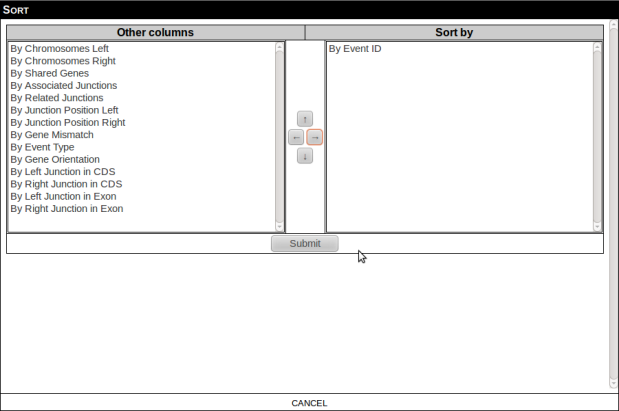 SORT
Other columns
Sort by
By Chromosomes Left
By Chromosomes Right
By Shared Genes
By Associated Junctions
By Related Junctions
By Junction Position Left
By Junction Position Right
By Gene Mismatch
By Event Type
By Gene Orientation
By Left Junction in CDS
By Right Junction in CDS
By Left Junction in Exon
By Right Junction in Exon
↑
← →
↓
By Event ID
Submit
CANCEL